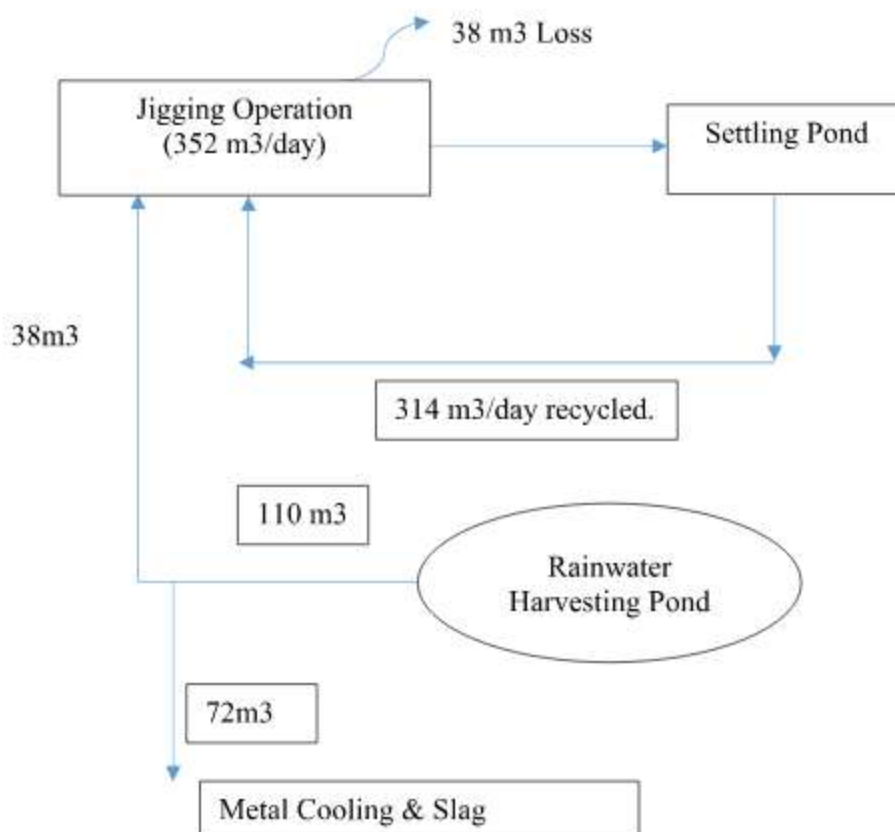 38 m3 Loss
Jigging Operation
(352 m3/day)
Settling Pond
38m3
314 m3/day recycled.
110 m3
Rainwater
Harvesting Pond
72m3
Metal Cooling & Slag